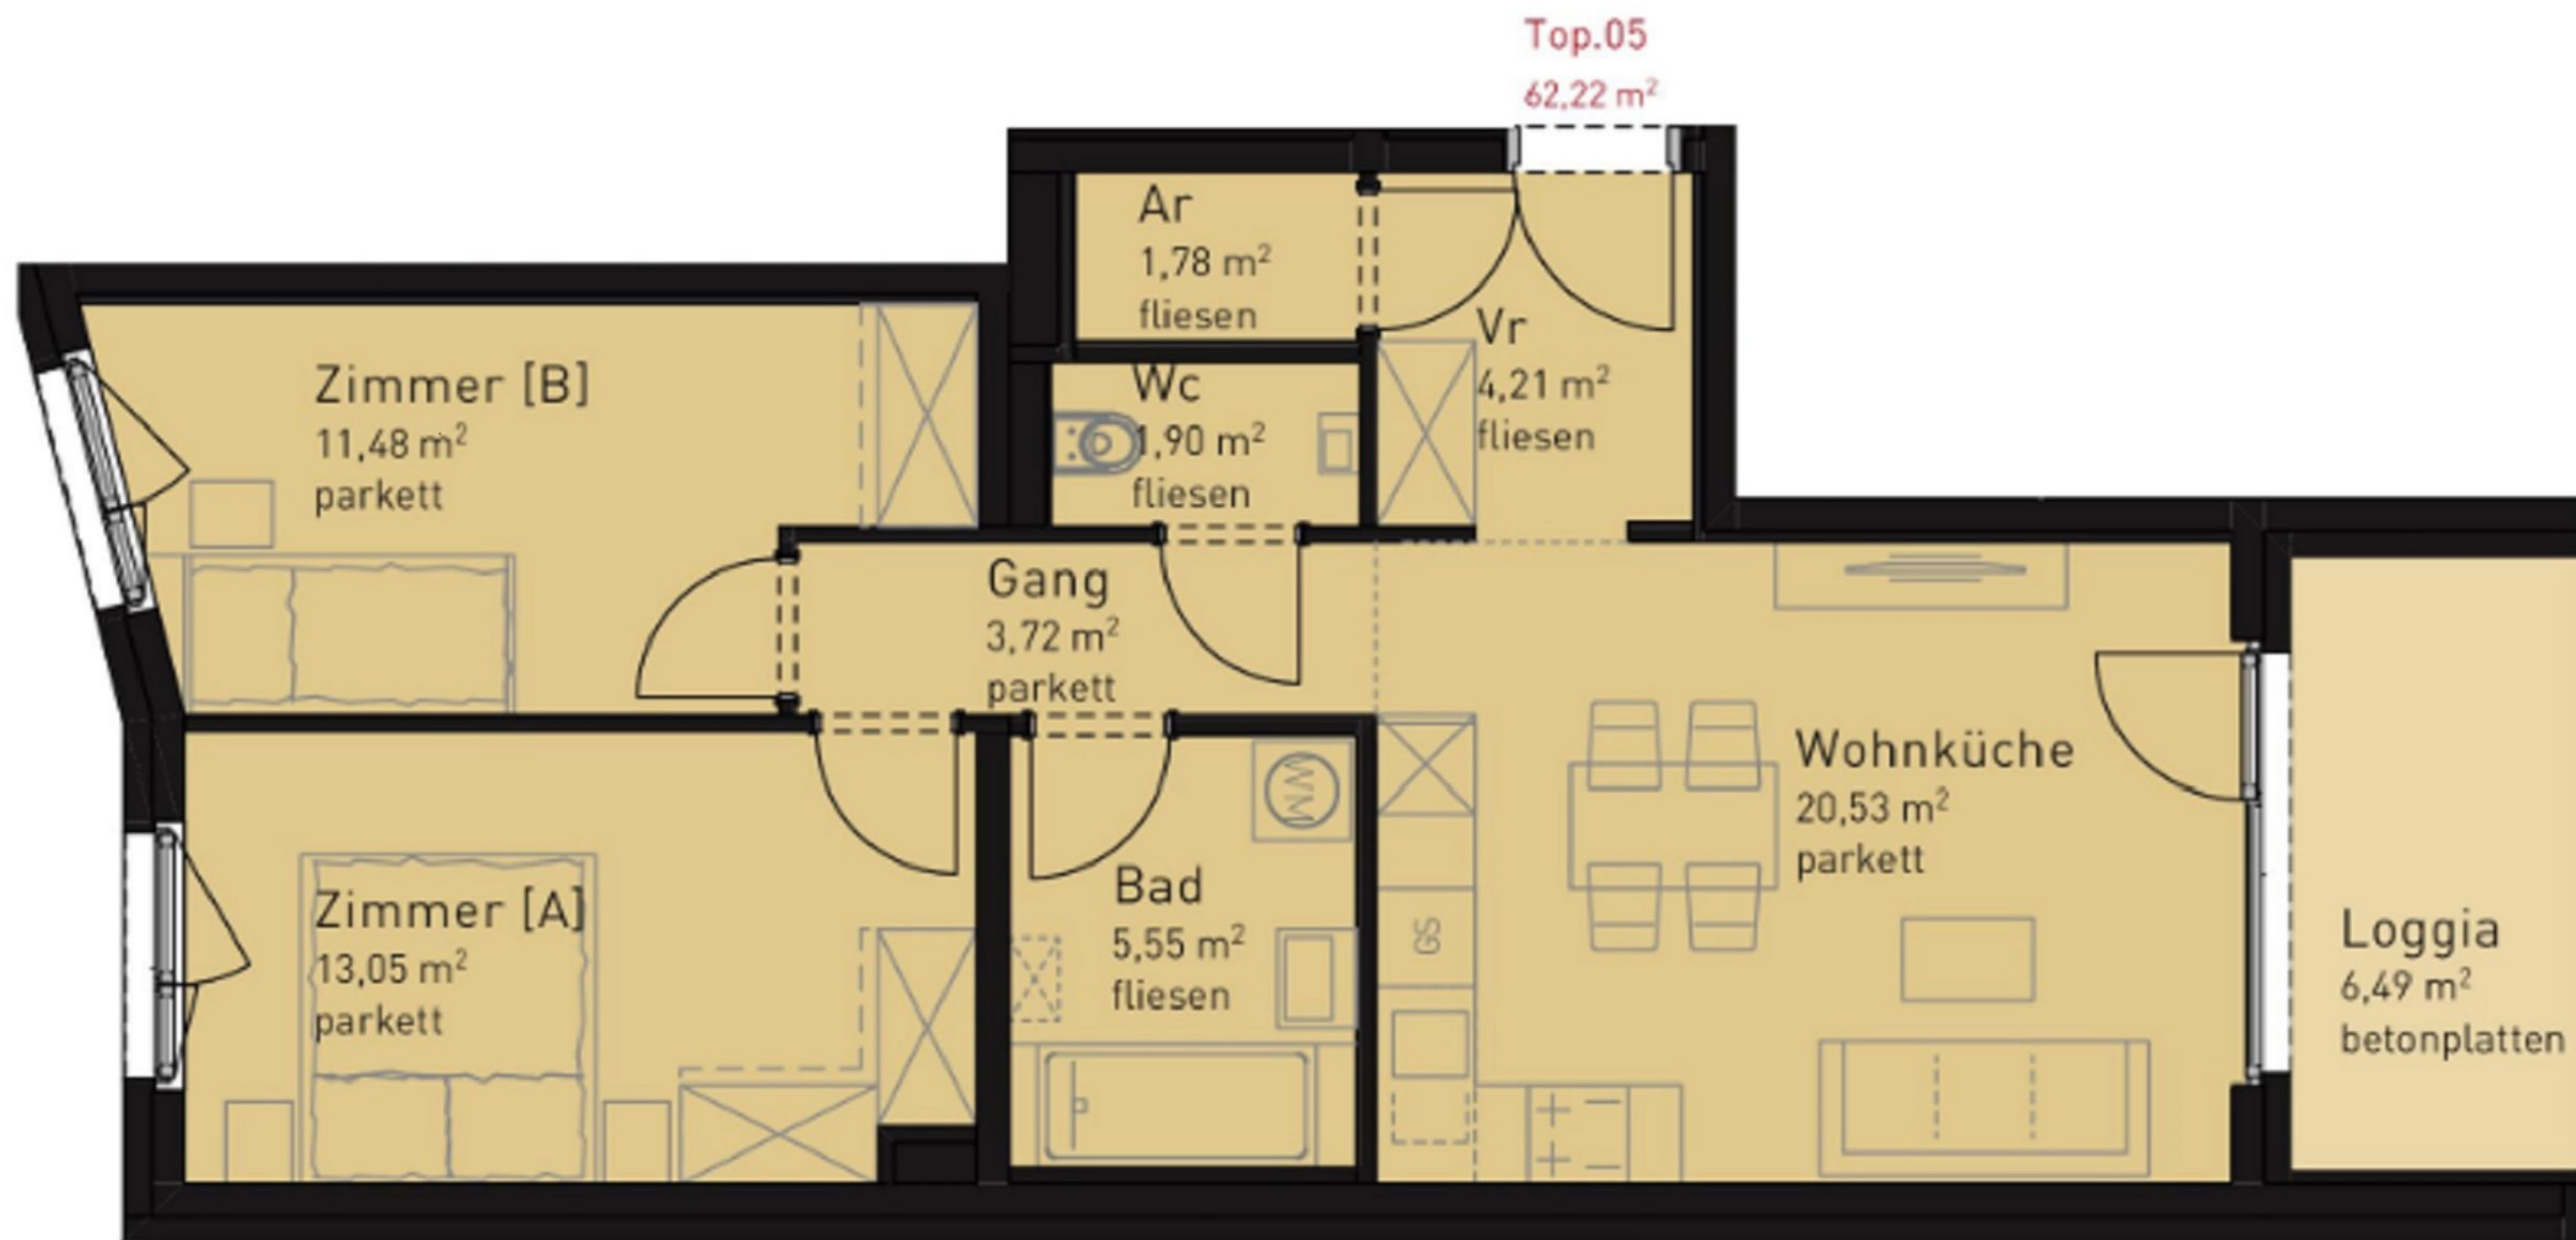 Top.05
62,22 m²
Ar
1,78 m²
fliesen
Vr
4,21 m²
fliesen
Wc
1,90 m²
fliesen
Zimmer [B]
11,48 m²
parkett
Gang
3,72 m²
parkett
Wohnküche
20,53 m²
parkett
WM
Bad
5,55 m²
fliesen
GS
Zimmer [A]
13,05 m²
parkett
Loggia
6,49 m²
betonplatten